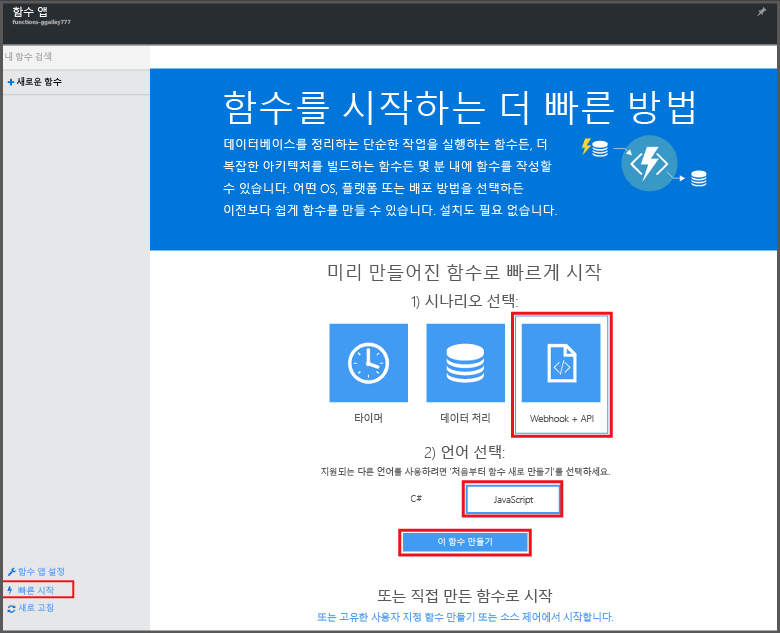 함수 앱
functions-ggailey777
내 함수 검색
+ 새로운 함수
함수를 시작하는 더 빠른 방법
데이터베이스를 정리하는 단순한 작업을 실행하는 함수든, 더
복잡한 아키텍처를 빌드하는 함수든 몇 분 내에 함수를 작성할
수 있습니다. 어떤 OS, 플랫폼 또는 배포 방법을 선택하든
이전보다 쉽게 함수를 만들 수 있습니다. 설치도 필요 없습니다.
미리 만들어진 함수로 빠르게 시작
1) 시나리오 선택:
타이머
데이터 처리
Webhook + API
2) 언어 선택:
지원되는 다른 언어를 사용하려면 '처음부터 함수 새로 만들기'를 선택하세요.
C#
JavaScript
이 함수 만들기
함수 앱 설정
빠른 시작
새로 고침
또는 직접 만든 함수로 시작
또는 고유한 사용자 지정 함수 만들기 또는 소스 제어에서 시작합니다.